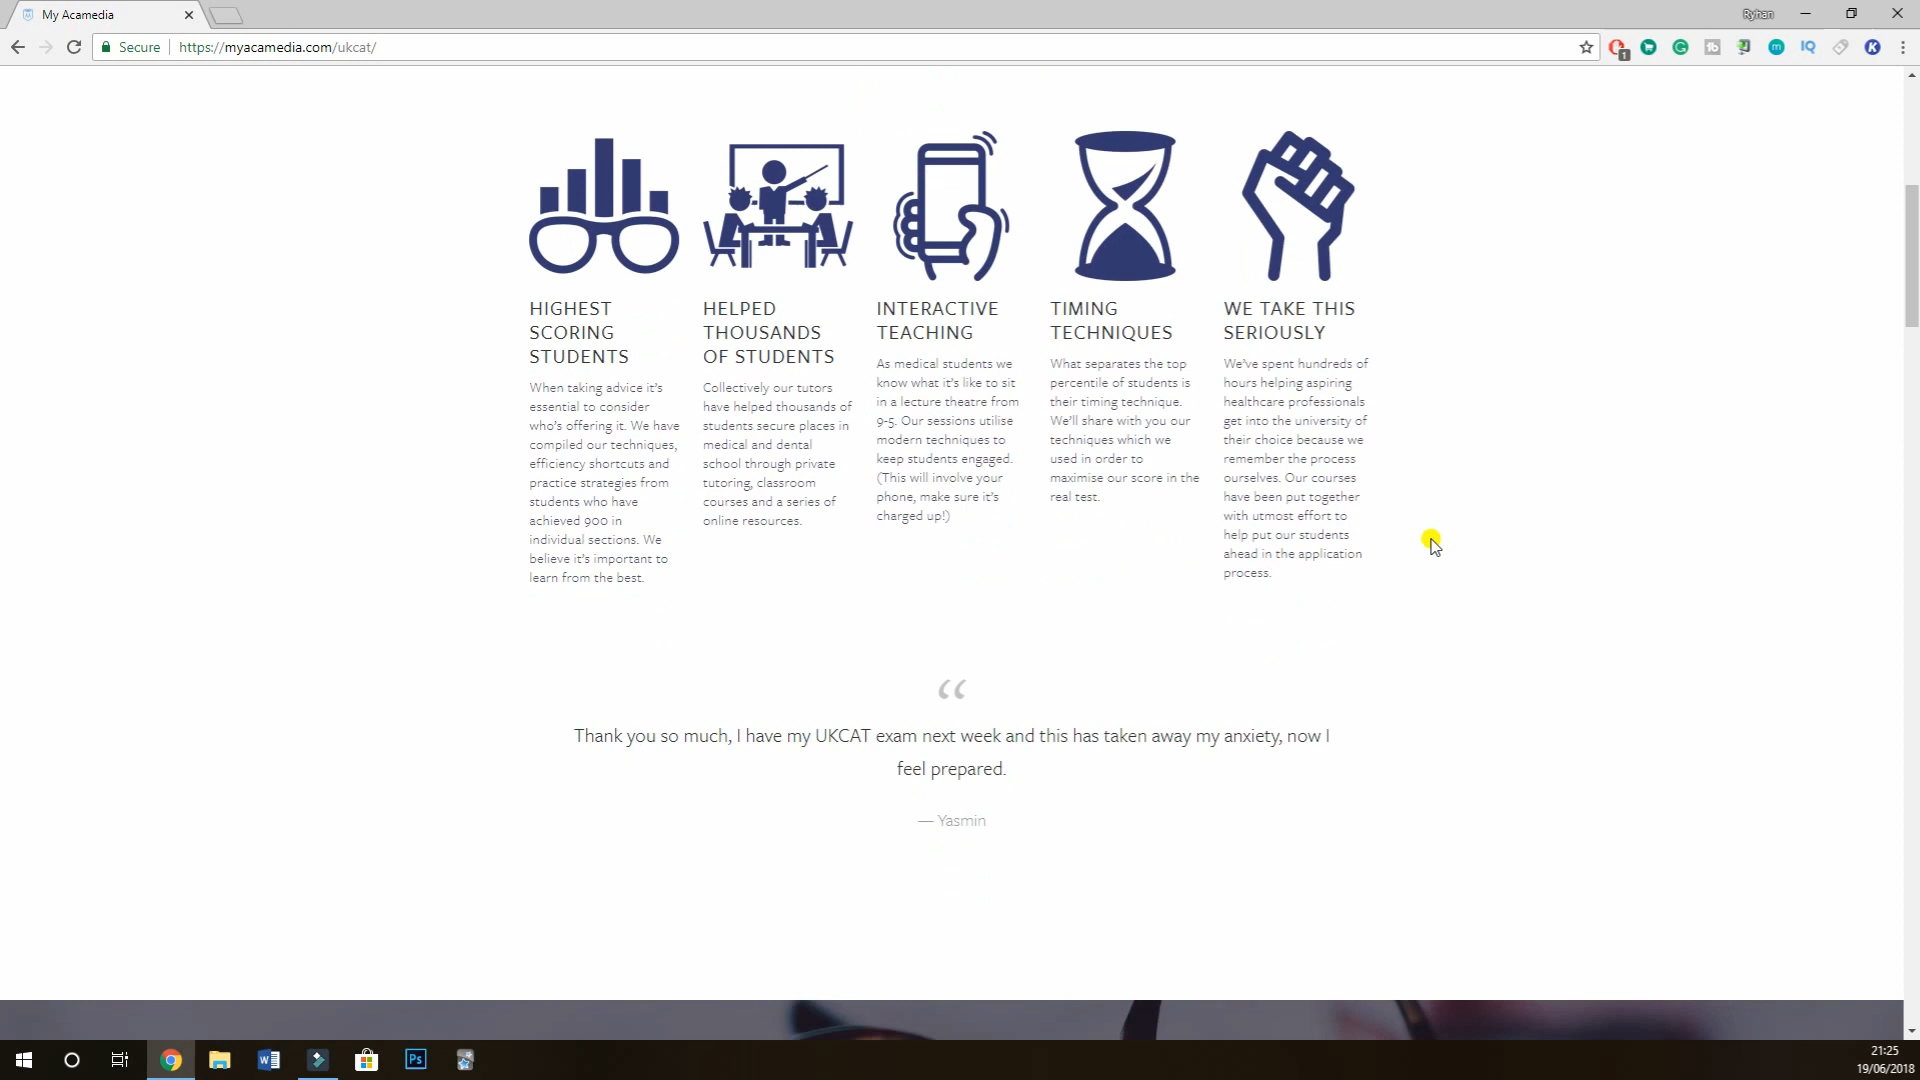 My Acamedia
Ryhan
Secure
https://myacamedia.com/ukcat/
1
m
IQ
K
HIGHEST
SCORING
STUDENTS
When taking advice it's
essential to consider
who's offering it. We have
compiled our techniques,
efficiency shortcuts and
practice strategies from
students who have
achieved 900 in
individual sections. We
believe it's important to
learn from the best.
HELPED
THOUSANDS
OF STUDENTS
Collectively our tutors
have helped thousands of
students secure places in
medical and dental
school through private
tutoring, classroom
courses and a series of
online resources.
INTERACTIVE
TEACHING
As medical students we
know what it's like to sit
in a lecture theatre from
9-5. Our sessions utilise
modern techniques to
keep students engaged.
(This will involve your
phone, make sure it's
charged up!)
TIMING
TECHNIQUES
What separates the top
percentile of students is
their timing technique.
We'll share with you our
techniques which we
used in order to
maximise our score in the
real test.
WE TAKE THIS
SERIOUSLY
We've spent hundreds of
hours helping aspiring
healthcare professionals
get into the university of
their choice because we
remember the process
ourselves. Our courses
have been put together
with utmost effort to
help put our students
ahead in the application
process.
“
Thank you so much, I have my UKCAT exam next week and this has taken away my anxiety, now I
feel prepared.
— Yasmin
Ps
21:25
19/06/2018